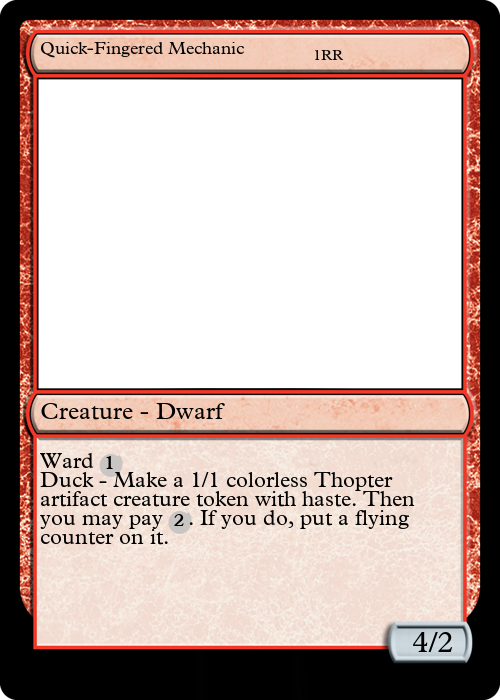 Quick-Fingered Mechanic 1RR
Creature - Dwarf
Ward 1
Duck - Make a 1/1 colorless Thopter
artifact creature token with haste. Then
you may pay 2. If you do, put a flying
counter on it.
4/2